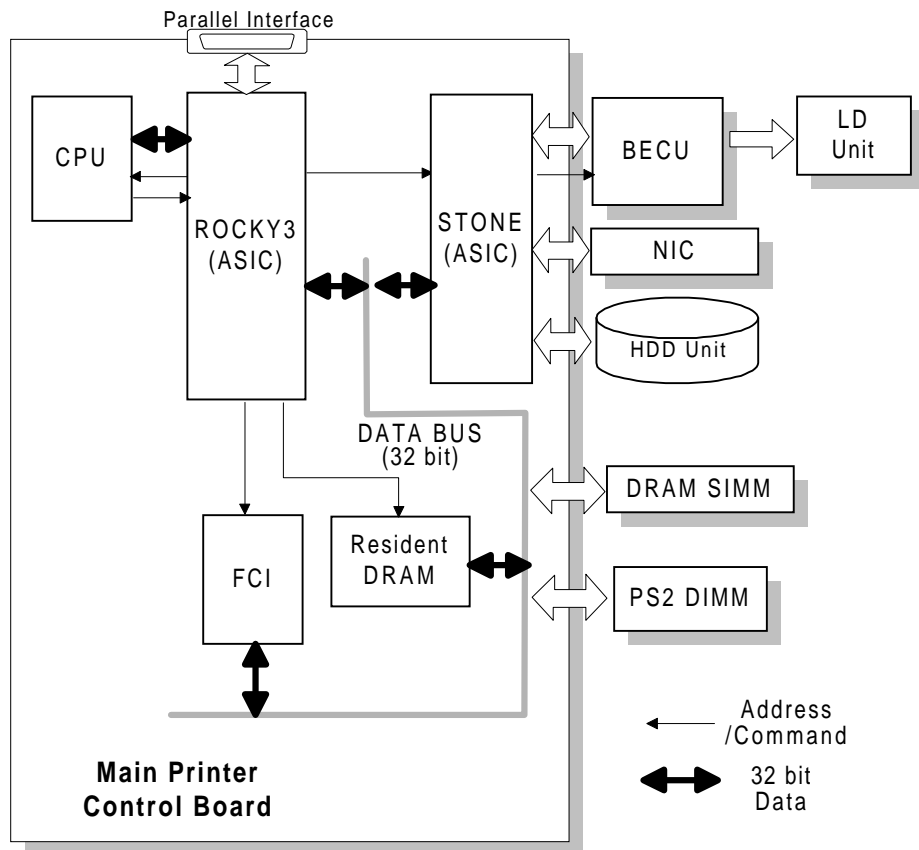 Parallel Interface
CPU
ROCKY3
(ASIC)
STONE
(ASIC)
BECU
LD
Unit
NIC
HDD Unit
DATA BUS
(32 bit)
DRAM SIMM
FCI
Resident
DRAM
PS2 DIMM
Address
/Command
32 bit
Data
Main Printer
Control Board